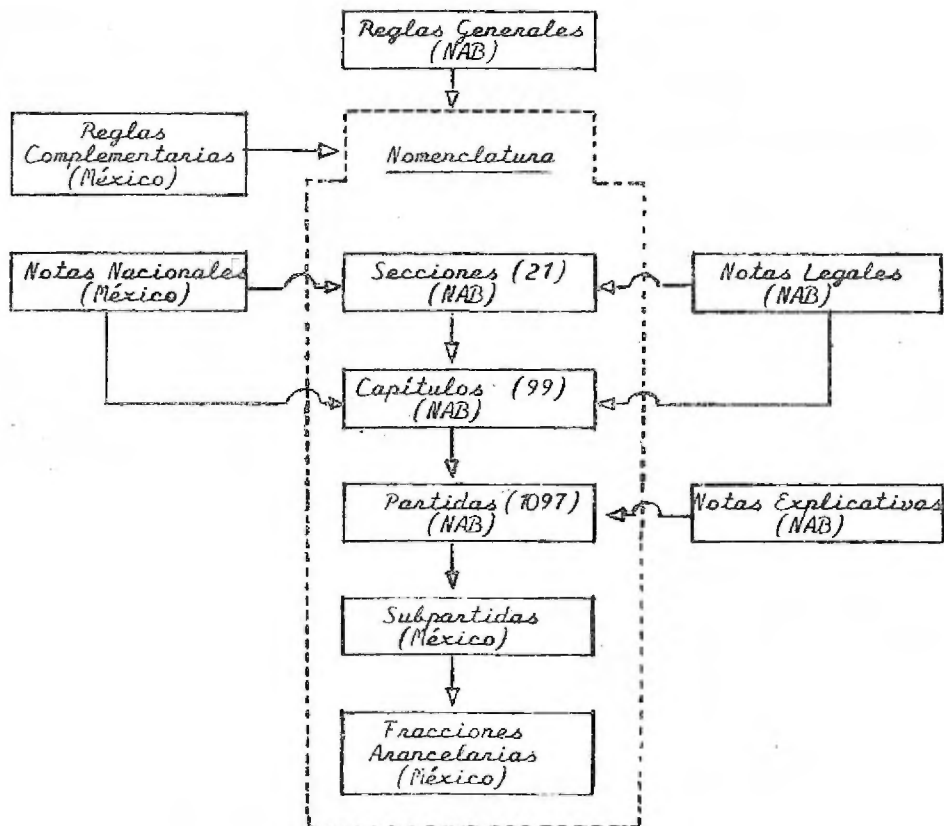 Reglas Generales
(NAB)
Reglas
Complementarias
(México)
Nomenclatura
Notas Nacionales
(México)
Secciones (21)
(NAB)
Notas Legales
(NAB)
Capítulos (99)
(NAB)
Partidas (1097)
(NAB)
Notas Explicativas
(NAB)
Subpartidas
(México)
Fracciones
Arancelarias
(México)